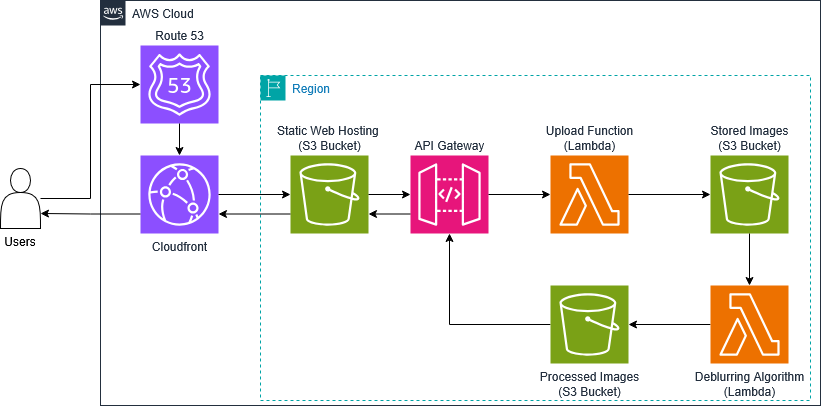 aws
AWS Cloud
Route 53
53
Region
Static Web Hosting
(S3 Bucket)
API Gateway
Upload Function
(Lambda)
Stored Images
(S3 Bucket)
</>
Users
Cloudfront
Processed Images
(S3 Bucket)
Deblurring Algorithm
(Lambda)